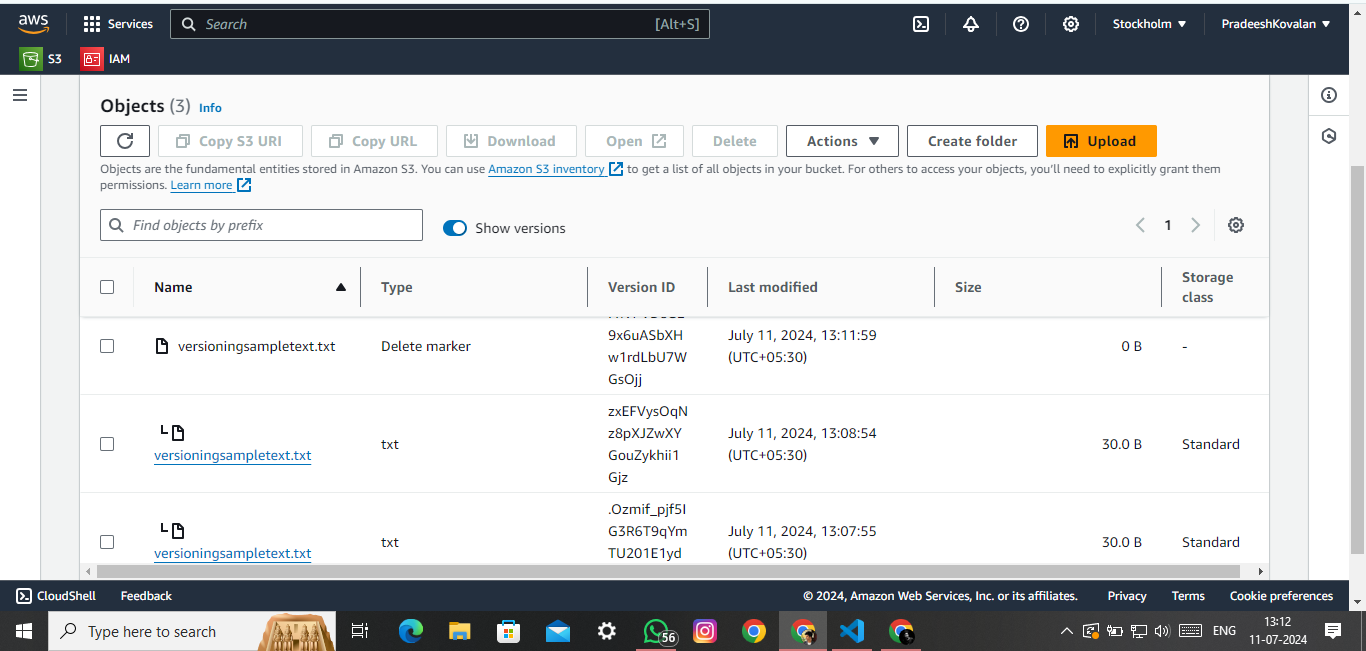 aws
Services
Search
[Alt+S]
Stockholm
PradeeshKovalan
S3
IAM
Objects (3) Info
Copy S3 URI
Copy URL
Download
Open
Delete
Actions
Create folder
Upload
Objects are the fundamental entities stored in Amazon S3. You can use Amazon S3 inventory to get a list of all objects in your bucket. For others to access your objects, you'll need to explicitly grant them
permissions. Learn more
Find objects by prefix
Show versions
1
Name
Type
Version ID
Last modified
Size
Storage
class
versioningsampletext.txt
Delete marker
9x6uASbXH
w1rdLbU7W
GsOjj
July 11, 2024, 13:11:59
(UTC+05:30)
0 B
-
versioningsampletext.txt
txt
zxEFVysOqN
z8pXJZwXY
GouZykhii1
Gjz
July 11, 2024, 13:08:54
(UTC+05:30)
30.0 B
Standard
versioningsampletext.txt
txt
.Ozmif_pjf5I
G3R6T9qYm
TU201E1yd
July 11, 2024, 13:07:55
(UTC+05:30)
30.0 B
Standard
CloudShell
Feedback
© 2024, Amazon Web Services, Inc. or its affiliates.
Privacy
Terms
Cookie preferences
Type here to search
56
ENG
13:12
11-07-2024